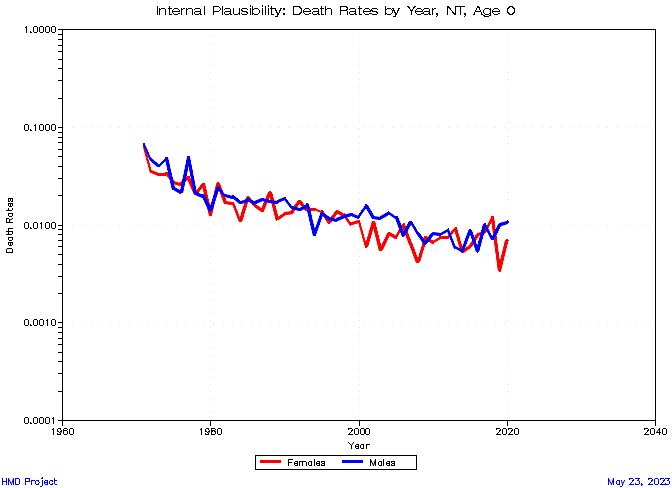 Internal Plausibility: Death Rates by Year, NT, Age 0
1.0000
0.1000
0.0100
0.0010
0.0001
Death Rates
1960 1980 2000 2020 2040
Year
Females Males
HMD Project May 23, 2023